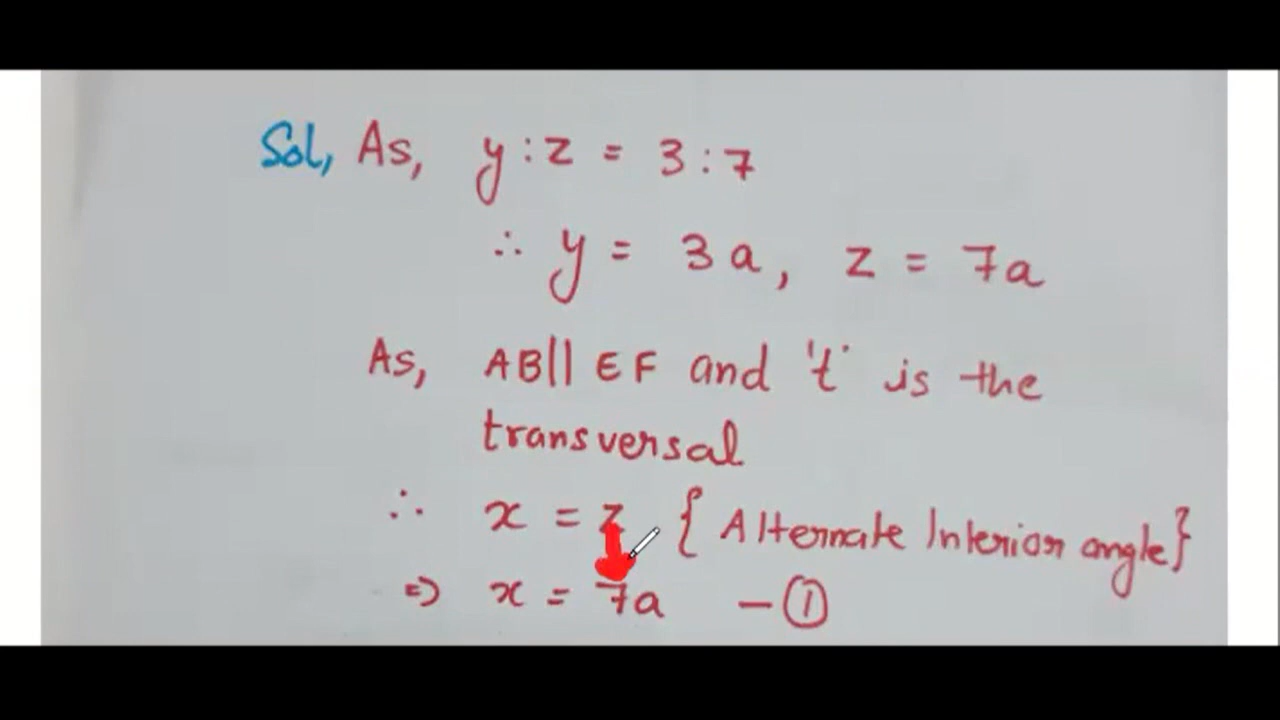 Sol, As, y : z = 3 : 7
∴ y = 3a, z = 7a
As, AB || EF and 't' is the
transversal
∴ x = z { Alternate Interior angle }
⇒ x = 7a — ①